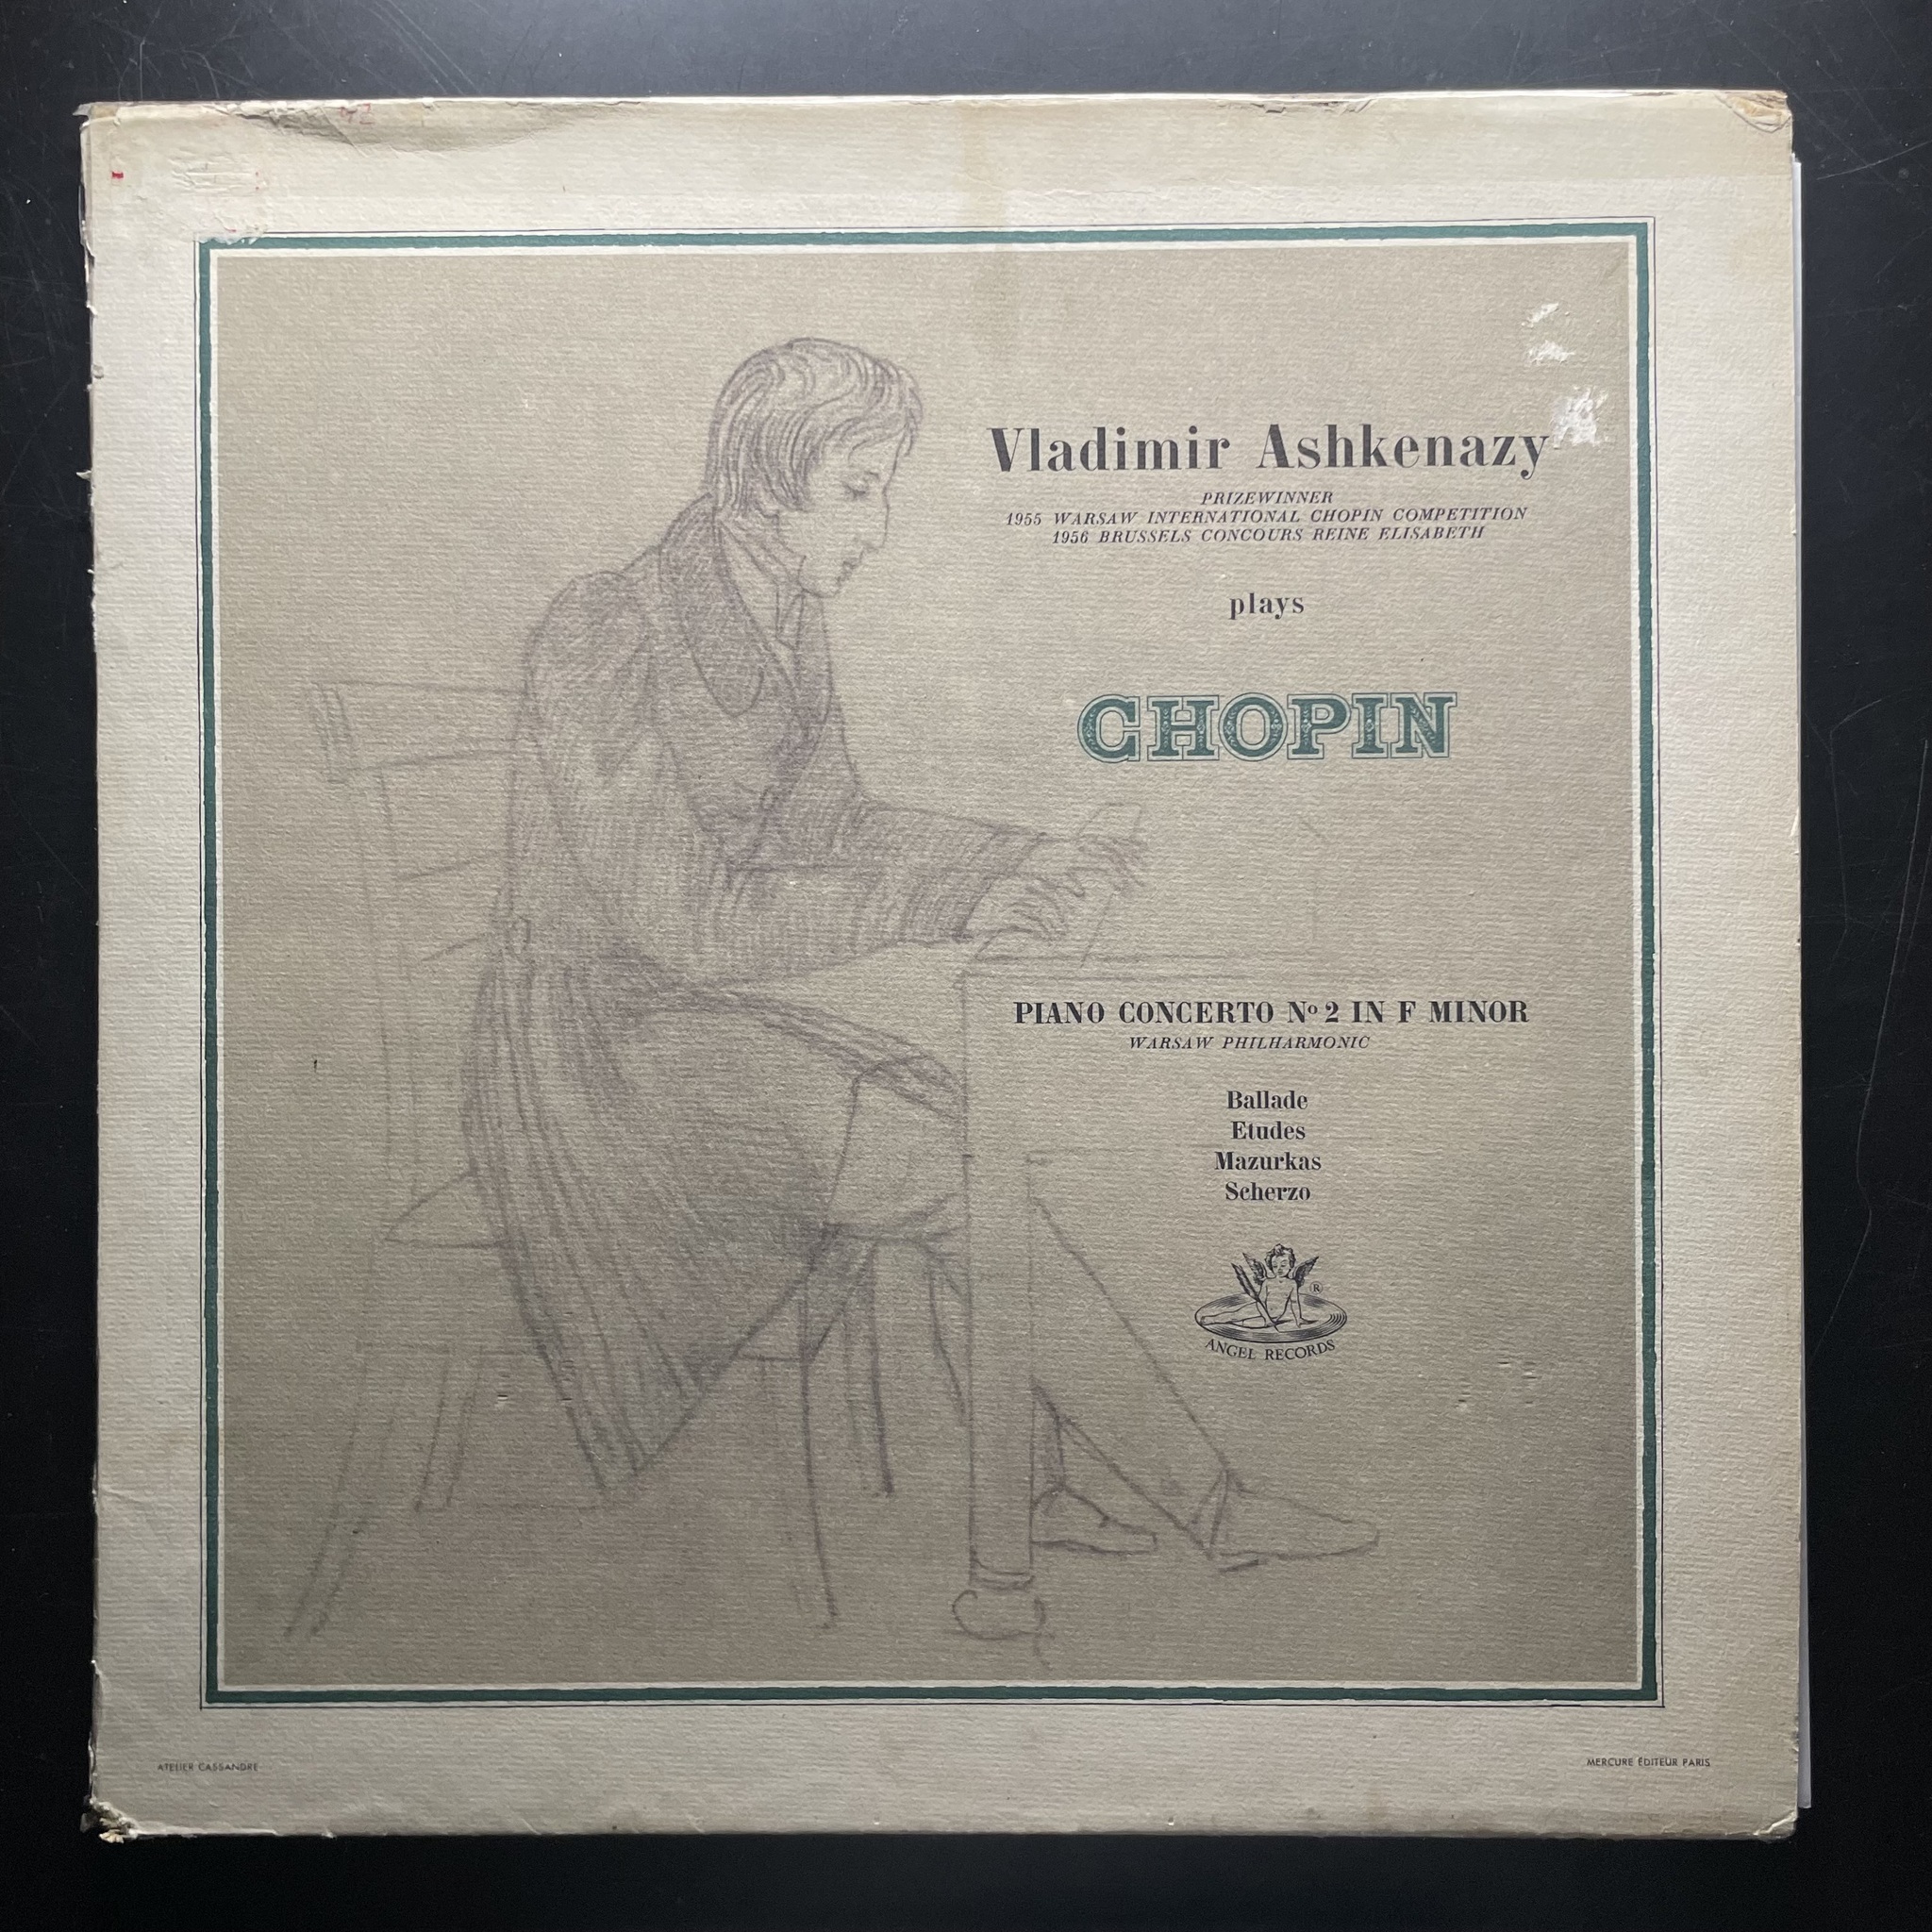 Vladimir Ashkenazy
PRIZEWINNER
1955 WARSAW INTERNATIONAL CHOPIN COMPETITION
1956 BRUSSELS CONCOURS REINE ELISABETH
plays
CHOPIN
PIANO CONCERTO Nº 2 IN F MINOR
WARSAW PHILHARMONIC
Ballade
Etudes
Mazurkas
Scherzo
®
ANGEL RECORDS
ATELIER CASSANDRE
MERCURE ÉDITEUR PARIS